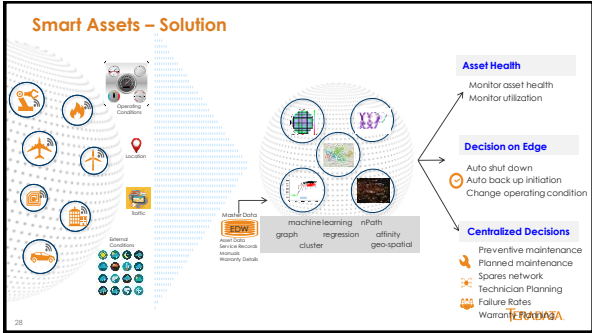 Smart Assets – Solution
Operating
Conditions
Location
Traffic
External
Conditions
Master Data
EDW
Asset Data
Service Records
Manuals
Warranty Details
machine learning nPath
graph regression affinity
cluster geo-spatial
Asset Health
Monitor asset health
Monitor utilization
Decision on Edge
Auto shut down
Auto back up initiation
Change operating condition
Centralized Decisions
Preventive maintenance
Planned maintenance
Spares network
Technician Planning
Failure Rates
Warranty Planning
TERADATA
28